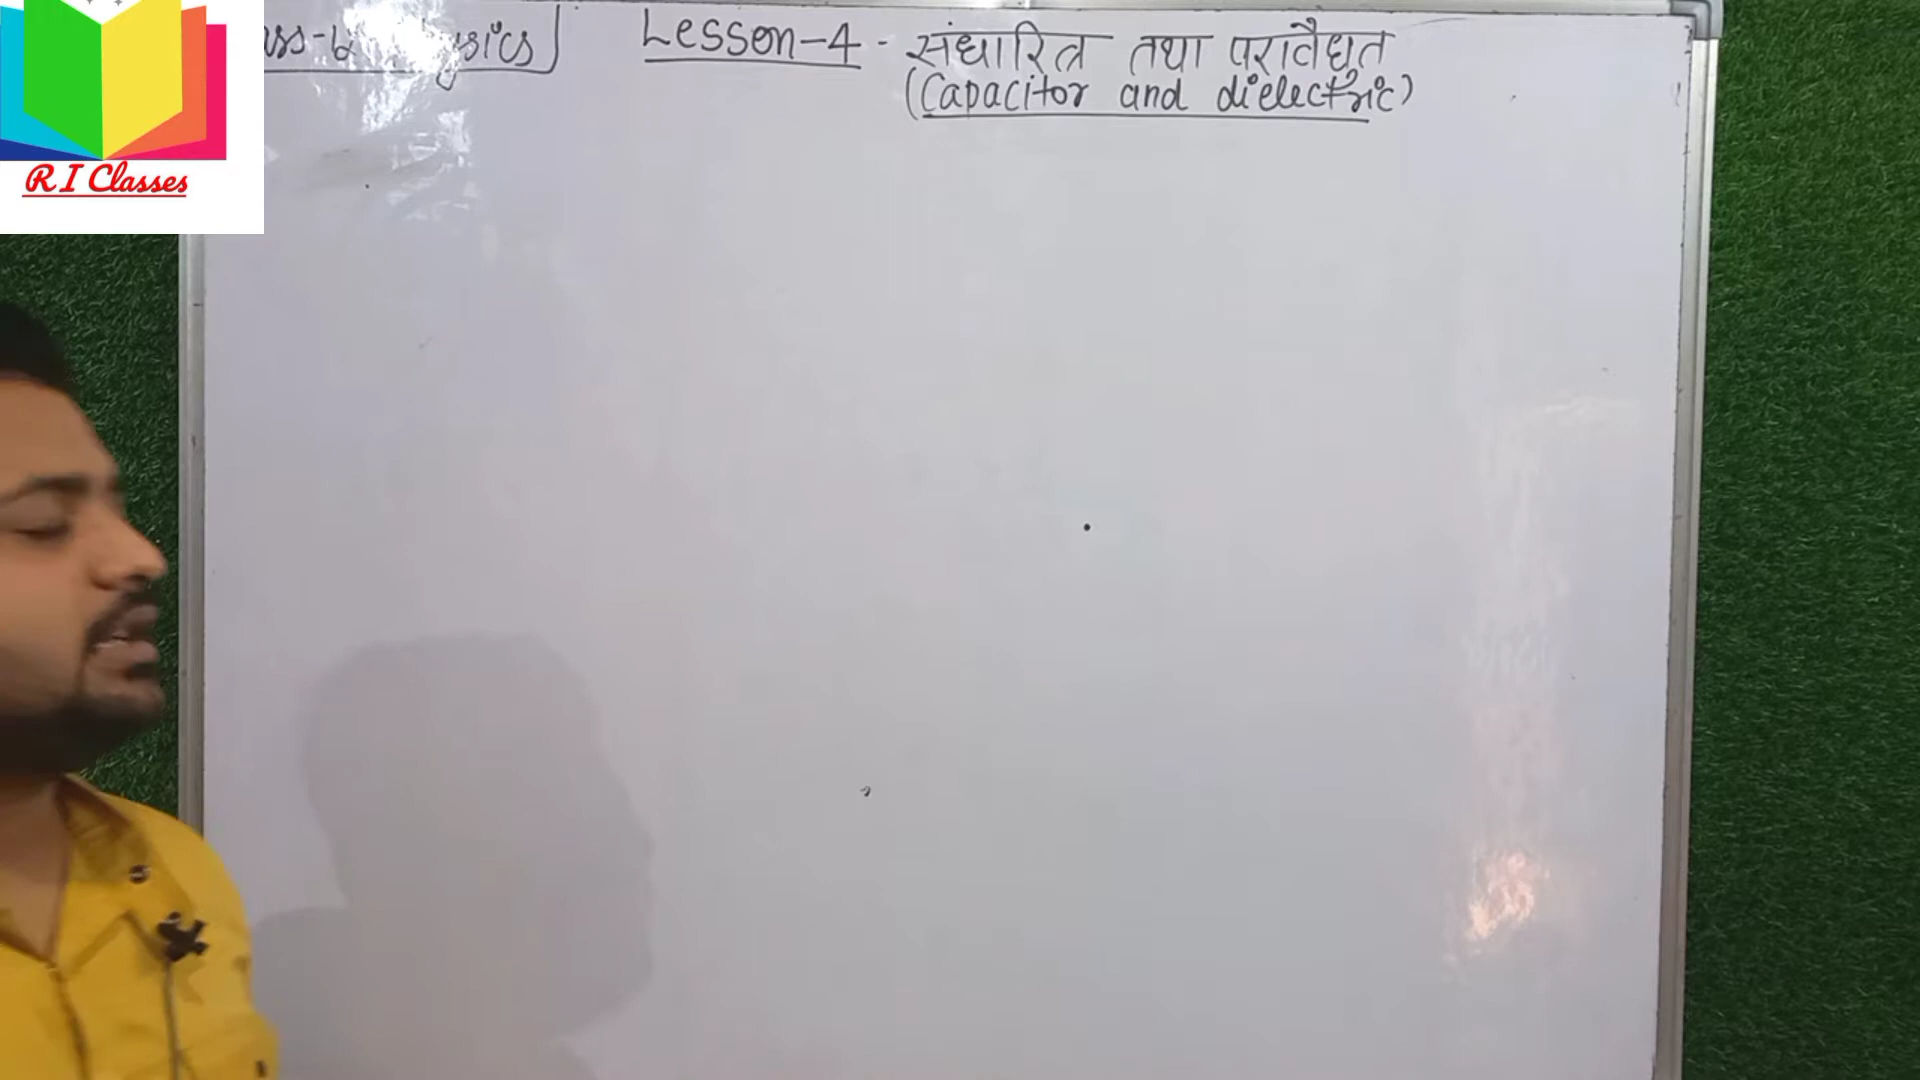 Lesson-4 - संधारित्र तथा परावैद्युत
(Capacitor and dielectric)
R I Classes